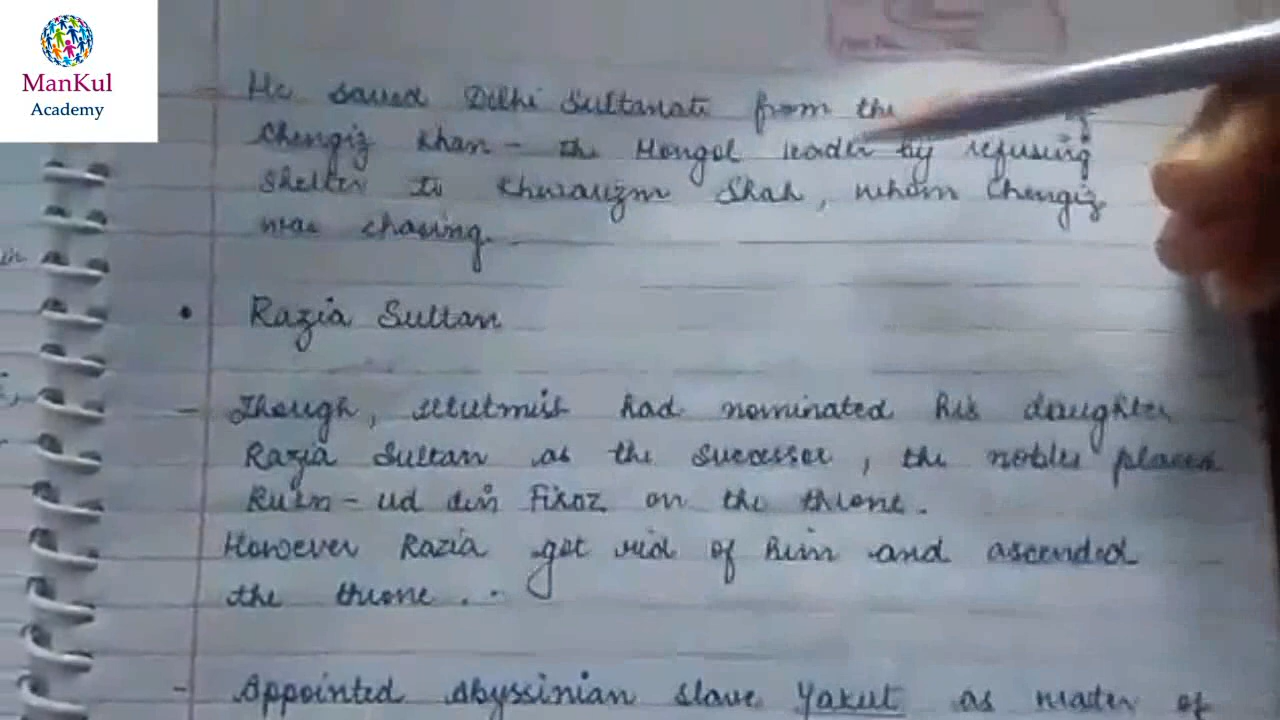 ManKul
Academy
He saved Delhi Sultanate from the
Chengiz Khan - the Mongol leader by refusing
Shelter to Khwarizm Shah, whom Chengiz
was chasing.
• Razia Sultan
- Though, Iltutmish had nominated his daughter
Razia Sultan as the successor, the nobles placed
Rukn-ud din Firoz on the throne.
However Razia got rid of him and ascended
the throne.
- Appointed Abyssinian slave Yakut as master of